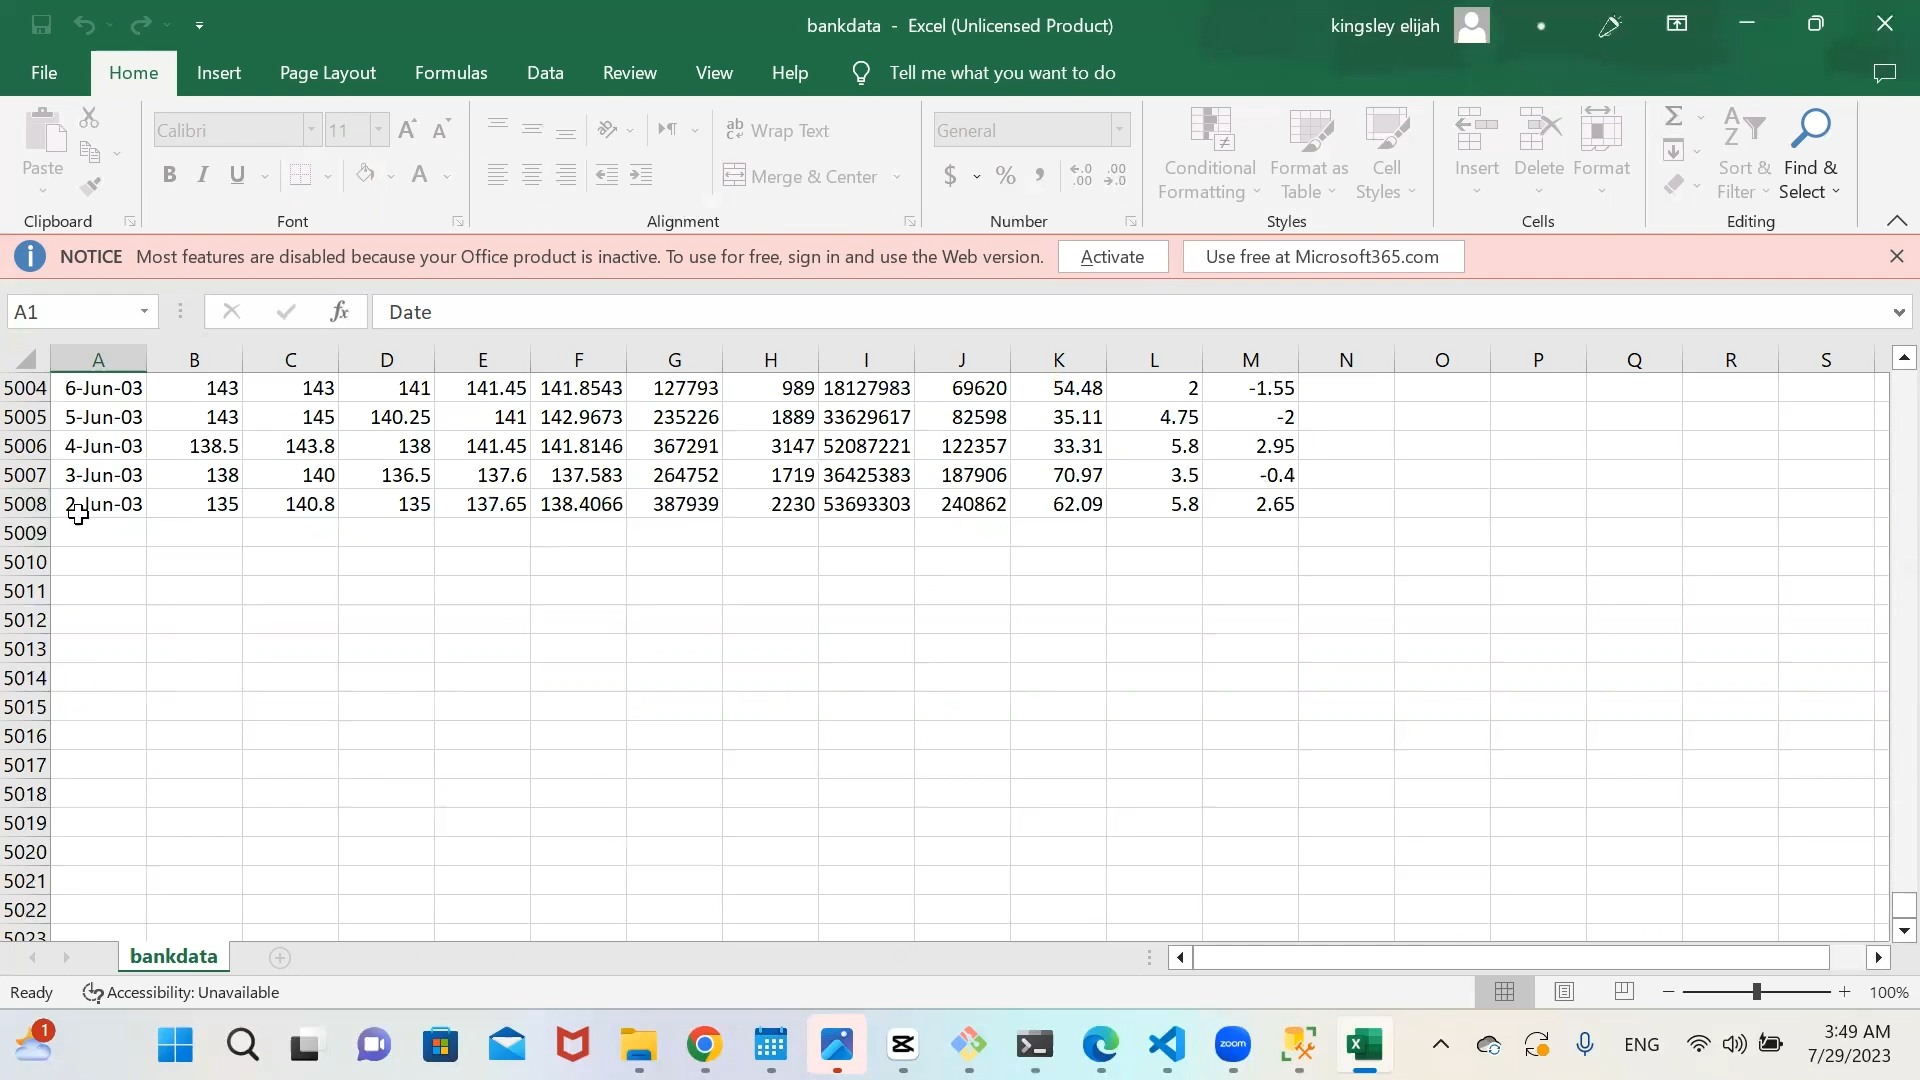 bankdata - Excel (Unlicensed Product)
kingsley elijah
File Home Insert Page Layout Formulas Data Review View Help Tell me what you want to do
Calibri 11
ab Wrap Text
General
Paste
B I U A
Merge & Center
$ % , .00 .00
Conditional Formatting
Format as Table
Cell Styles
Insert Delete Format
Sort & Filter
Find & Select
Clipboard Font Alignment Number Styles Cells Editing
NOTICE Most features are disabled because your Office product is inactive. To use for free, sign in and use the Web version. Activate Use free at Microsoft365.com
A1 fx Date
A B C D E F G H I J K L M N O P Q R S
5004 6-Jun-03 143 143 141 141.45 141.8543 127793 989 18127983 69620 54.48 2 -1.55
5005 5-Jun-03 143 145 140.25 141 142.9673 235226 1889 33629617 82598 35.11 4.75 -2
5006 4-Jun-03 138.5 143.8 138 141.45 141.8146 367291 3147 52087221 122357 33.31 5.8 2.95
5007 3-Jun-03 138 140 136.5 137.6 137.583 264752 1719 36425383 187906 70.97 3.5 -0.4
5008 2-Jun-03 135 140.8 135 137.65 138.4066 387939 2230 53693303 240862 62.09 5.8 2.65
5009
5010
5011
5012
5013
5014
5015
5016
5017
5018
5019
5020
5021
5022
5023
bankdata
Ready Accessibility: Unavailable
100%
1
zoom
ENG
3:49 AM
7/29/2023